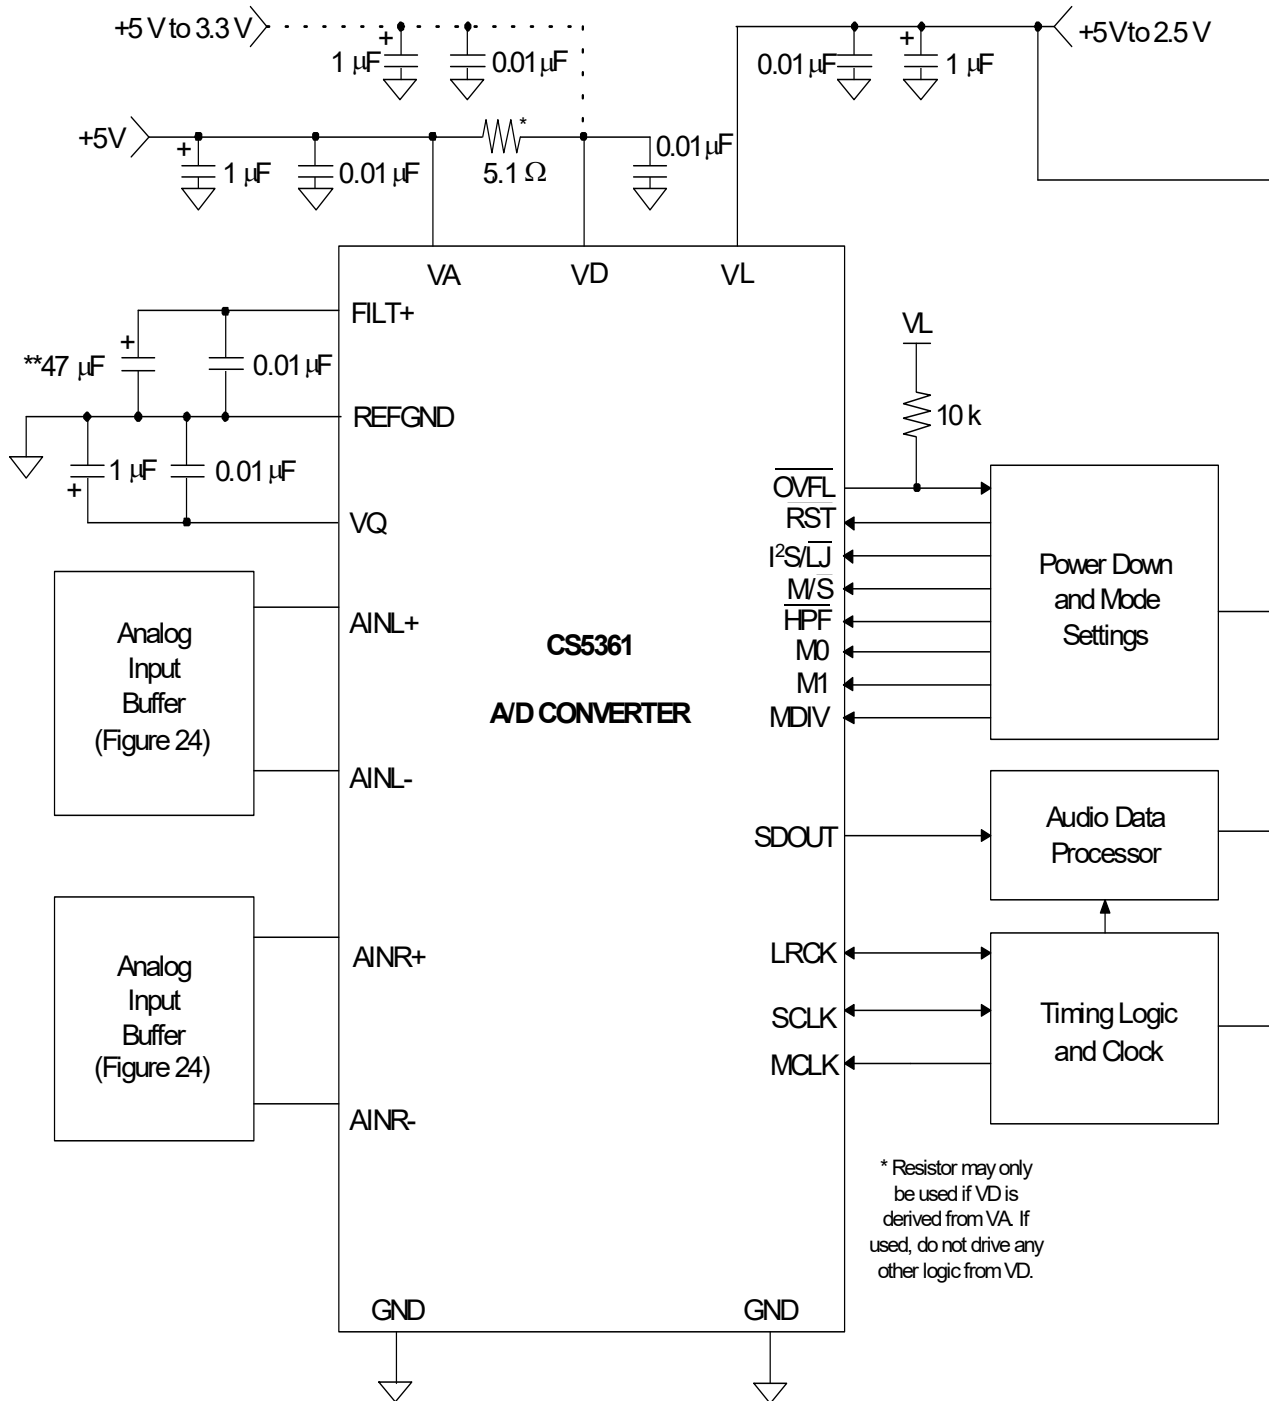 +5 V to 3.3 V
+
1 µF
0.01 µF
0.01 µF
+
1 µF
+5V to 2.5 V
+5V
+
1 µF
0.01 µF
*
5.1 Ω
0.01 µF
VA
VD
VL
FILT+
+
**47 µF
0.01 µF
REFGND
1 µF
+
0.01 µF
VQ
VL
10 k
OVFL
RST
I²S/LJ
M/S
HPF
M0
M1
MDIV
Power Down
and Mode
Settings
Analog
Input
Buffer
(Figure 24)
AINL+
AINL-
CS5361
A/D CONVERTER
SDOUT
Audio Data
Processor
Analog
Input
Buffer
(Figure 24)
AINR+
AINR-
LRCK
SCLK
MCLK
Timing Logic
and Clock
* Resistor may only
be used if VD is
derived from VA. If
used, do not drive any
other logic from VD.
GND
GND